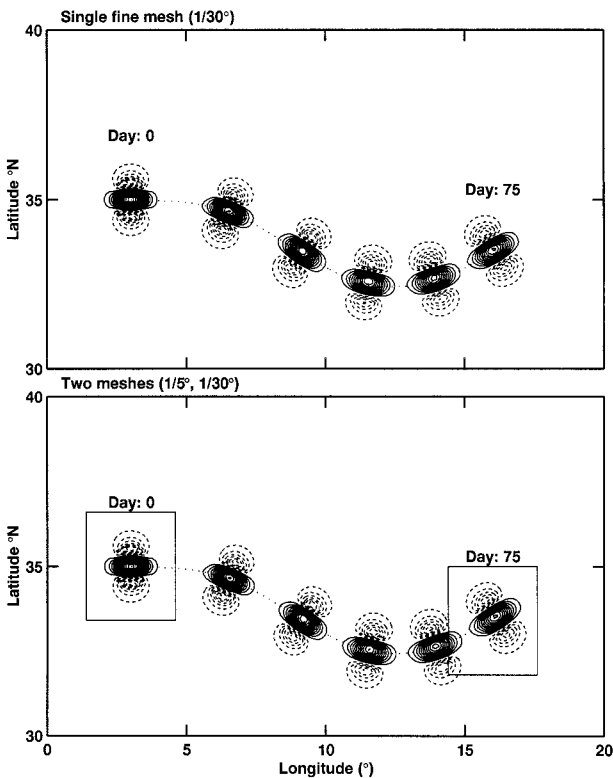 Single fine mesh (1/30°)
40
Day: 0
Day: 75
35
Latitude °N
30
Two meshes (1/5°, 1/30°)
40
Day: 0
Day: 75
35
Latitude °N
30
0 5 10 15 20
Longitude (°)